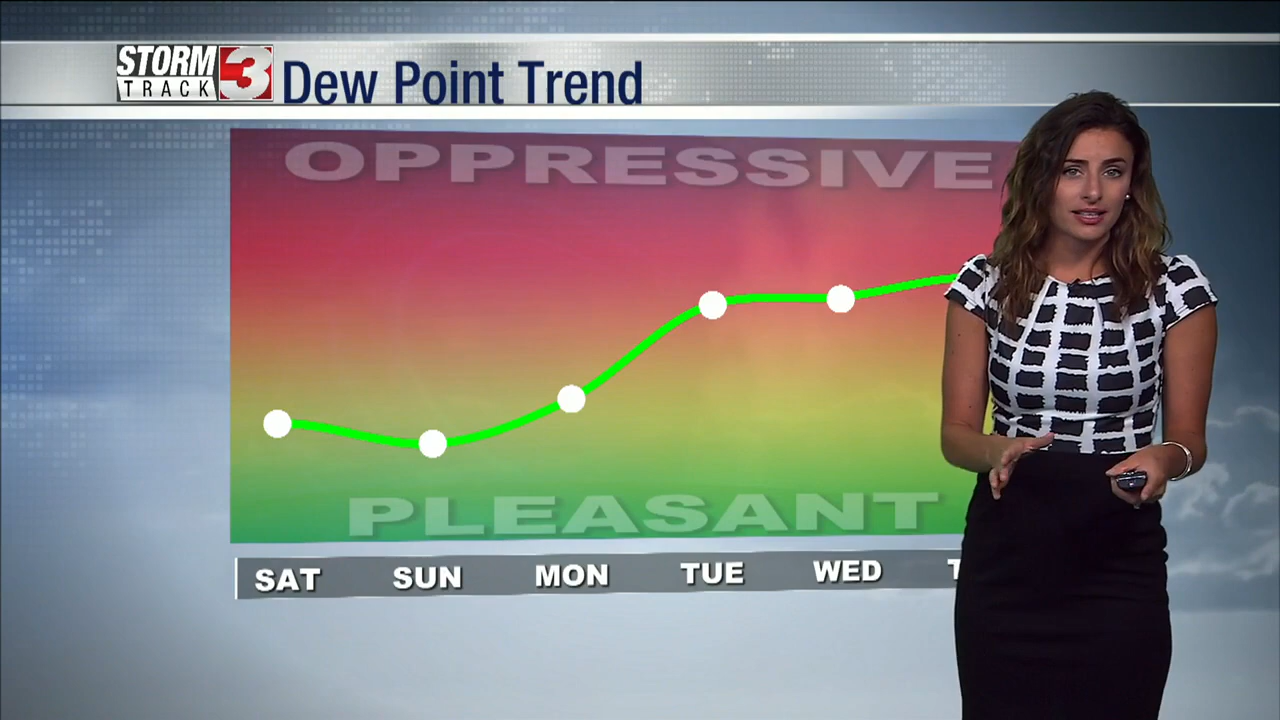 STORM
TRACK 3
Dew Point Trend
OPPRESSIVE
PLEASANT
SAT SUN MON TUE WED